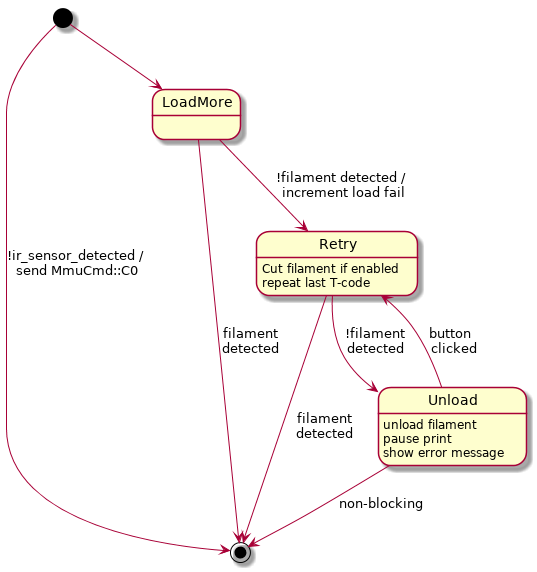 LoadMore
!filament detected /
increment load fail
Retry
Cut filament if enabled
repeat last T-code
!ir_sensor_detected /
send MmuCmd::C0
filament
detected
!filament
detected
button
clicked
Unload
unload filament
pause print
show error message
filament
detected
non-blocking